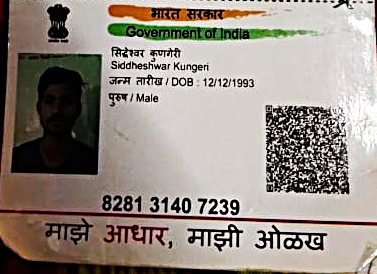 भारत सरकार
Government of India
सिद्धेश्वर कुणगेरी
Siddheshwar Kungeri
जन्म तारीख / DOB : 12/12/1993
पुरुष / Male
8281 3140 7239
माझे आधार, माझी ओळख